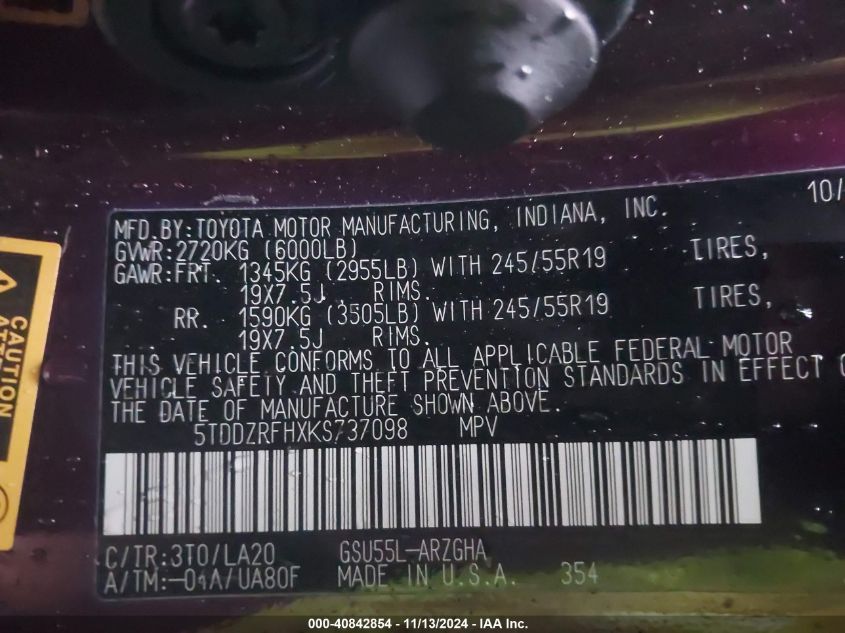 10/
MFD.BY:TOYOTA MOTOR MANUFACTURING, INDIANA, INC.
GVWR:2720KG (6000LB)
GAWR:FRT. 1345KG (2955LB) WITH 245/55R19 TIRES,
19X7.5J RIMS.
RR. 1590KG (3505LB) WITH 245/55R19 TIRES,
19X7.5J RIMS.
THIS VEHICLE CONFORMS TO ALL APPLICABLE FEDERAL MOTOR
VEHICLE SAFETY AND THEFT PREVENTION STANDARDS IN EFFECT
THE DATE OF MANUFACTURE SHOWN ABOVE.
5TDDZRFHXKS737098 MPV
C/TR:3T0/LA20 GSU55L-ARZGHA
A/TM:-04A/UA80F MADE IN U.S.A. 354
CAUTION
000-40842854 - 11/13/2024 - IAA Inc.